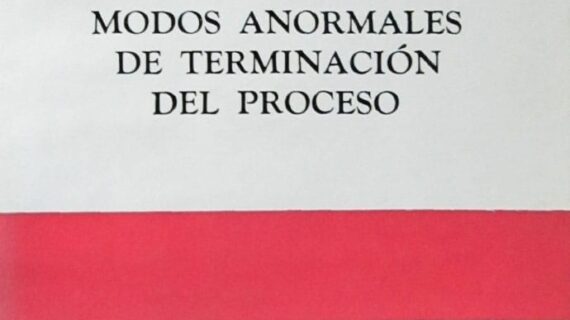 MODOS ANORMALES
DE TERMINACIÓN
DEL PROCESO